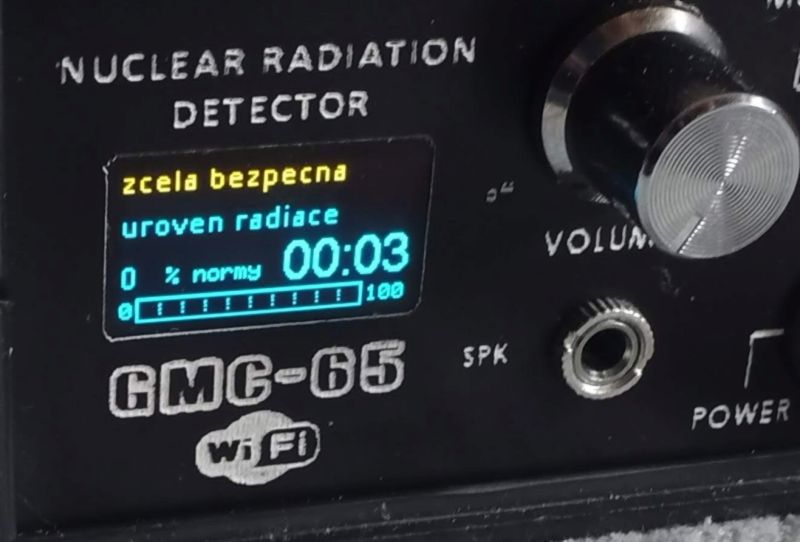 NUCLEAR RADIATION
DETECTOR
zcela bezpecna
uroven radiace
0 % normy 00:03
0 100
off
VOLUM
SPK
GMC-65
WiFi
POWER